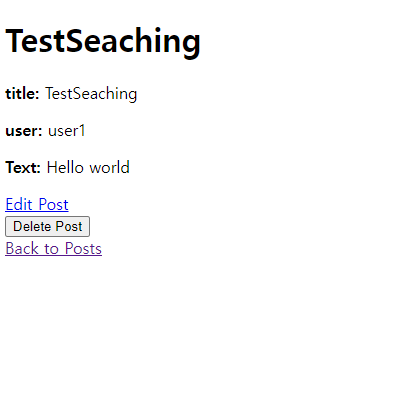 TestSeaching
title: TestSeaching
user: user1
Text: Hello world
Edit Post
Delete Post
Back to Posts